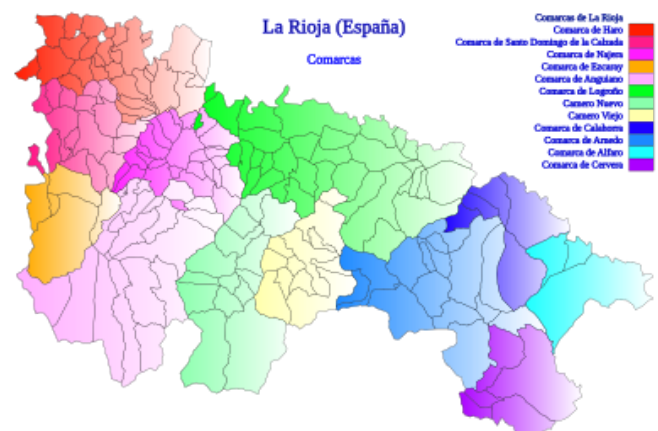 La Rioja (España)
Comarcas
Comarcas de La Rioja
Comarca de Haro
Comarca de Santo Domingo de la Calzada
Comarca de Najera
Comarca de Ezcaray
Comarca de Anguiano
Comarca de Logroño
Camero Nuevo
Camero Viejo
Comarca de Calahorra
Comarca de Arnedo
Comarca de Alfaro
Comarca de Cervera